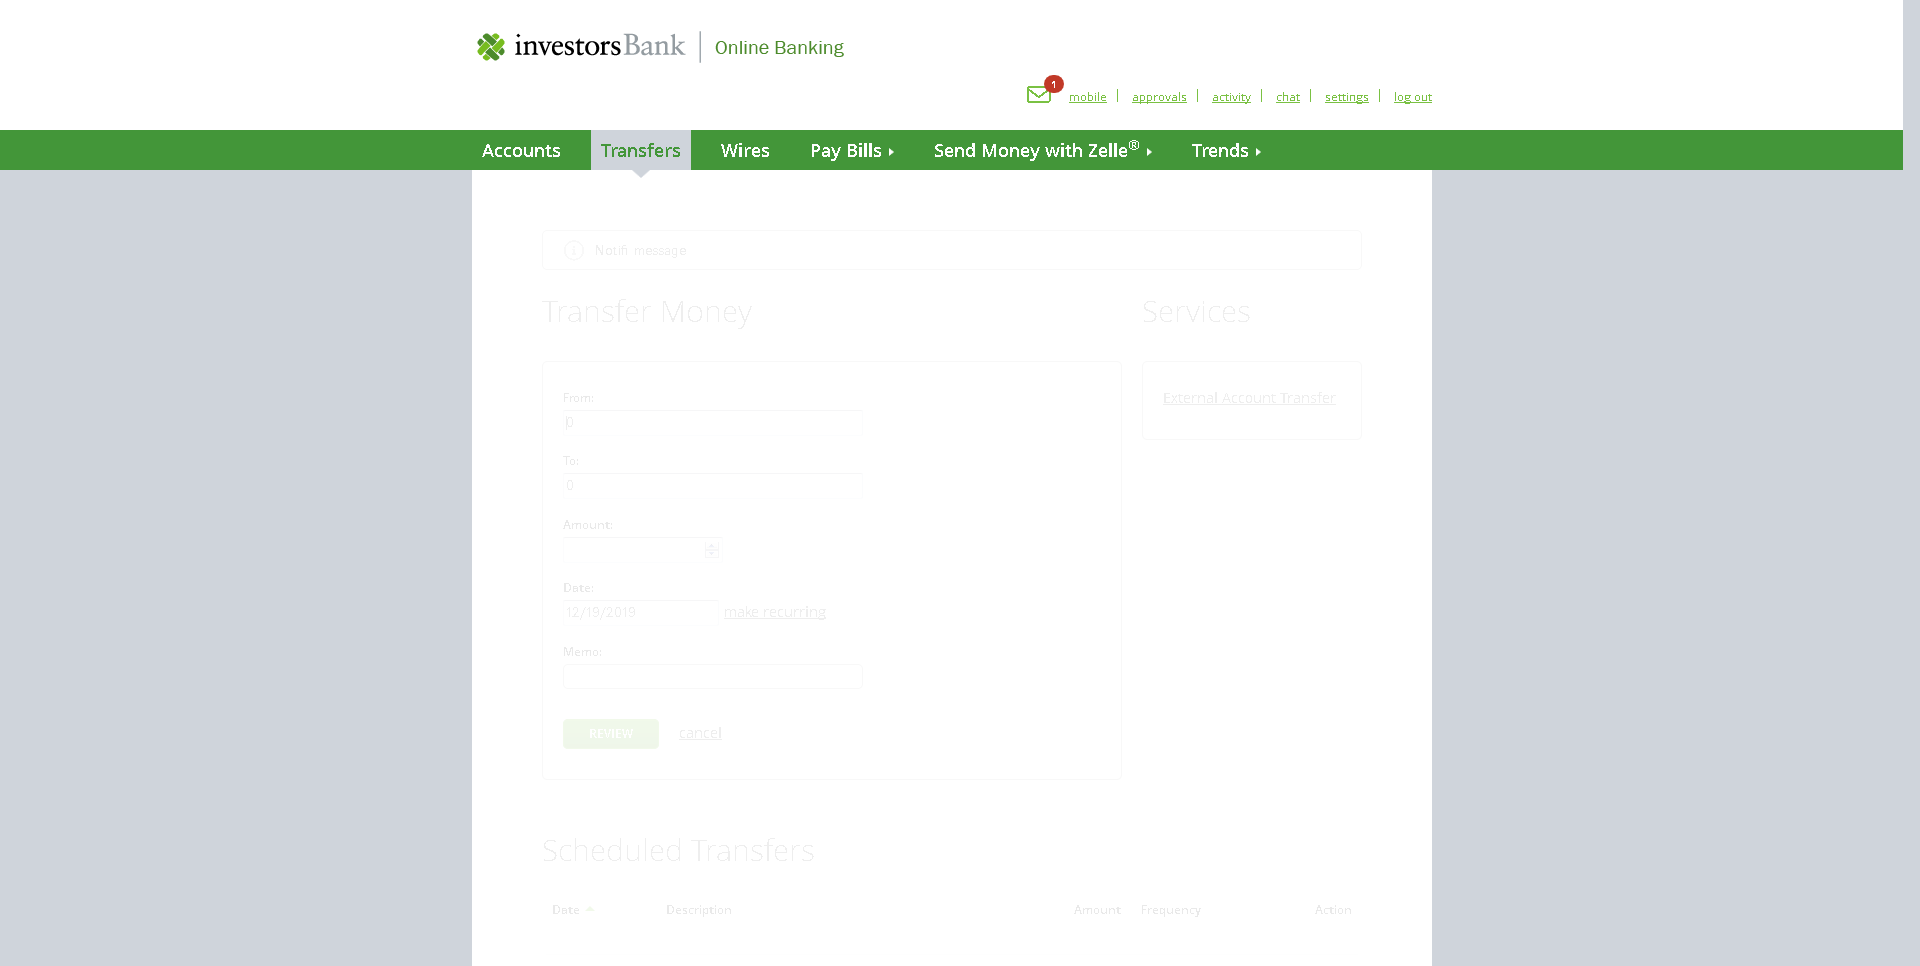 investorsBank | Online Banking
1
mobile | approvals | activity | chat | settings | log out
Accounts Transfers Wires Pay Bills Send Money with Zelle® Trends
Notifi message
Transfer Money
Services
From:
0
External Account Transfer
To:
0
Amount:
Date:
12/19/2019 make recurring
Memo:
REVIEW cancel
Scheduled Transfers
Date Description Amount Frequency Action